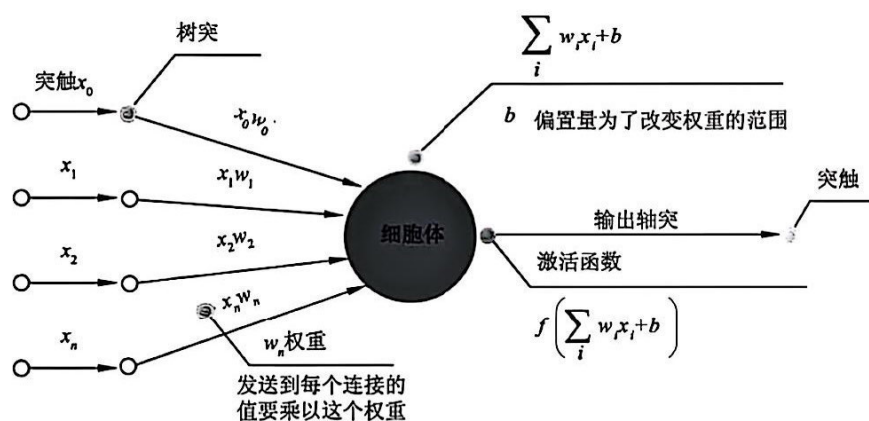 树突
突触x₀
x₀w₀
x₁
x₁w₁
x₂
x₂w₂
xₙ
xₙwₙ
wₙ权重
发送到每个连接的
值要乘以这个权重
细胞体
∑ᵢ wᵢxᵢ+b
b 偏置量为了改变权重的范围
突触
输出轴突
激活函数
f(∑ᵢ wᵢxᵢ+b)